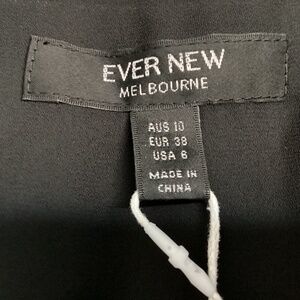 EVER NEW
MELBOURNE
AUS 10
EUR 38
USA 6
MADE IN
CHINA